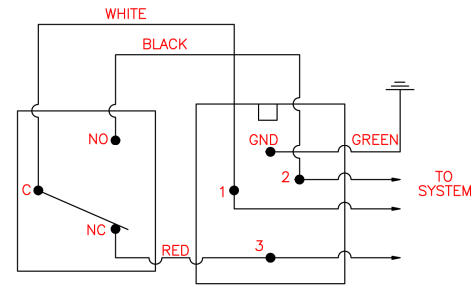 WHITE
BLACK
NO
GND
GREEN
C
1
2
TO
SYSTEM
NC
RED
3